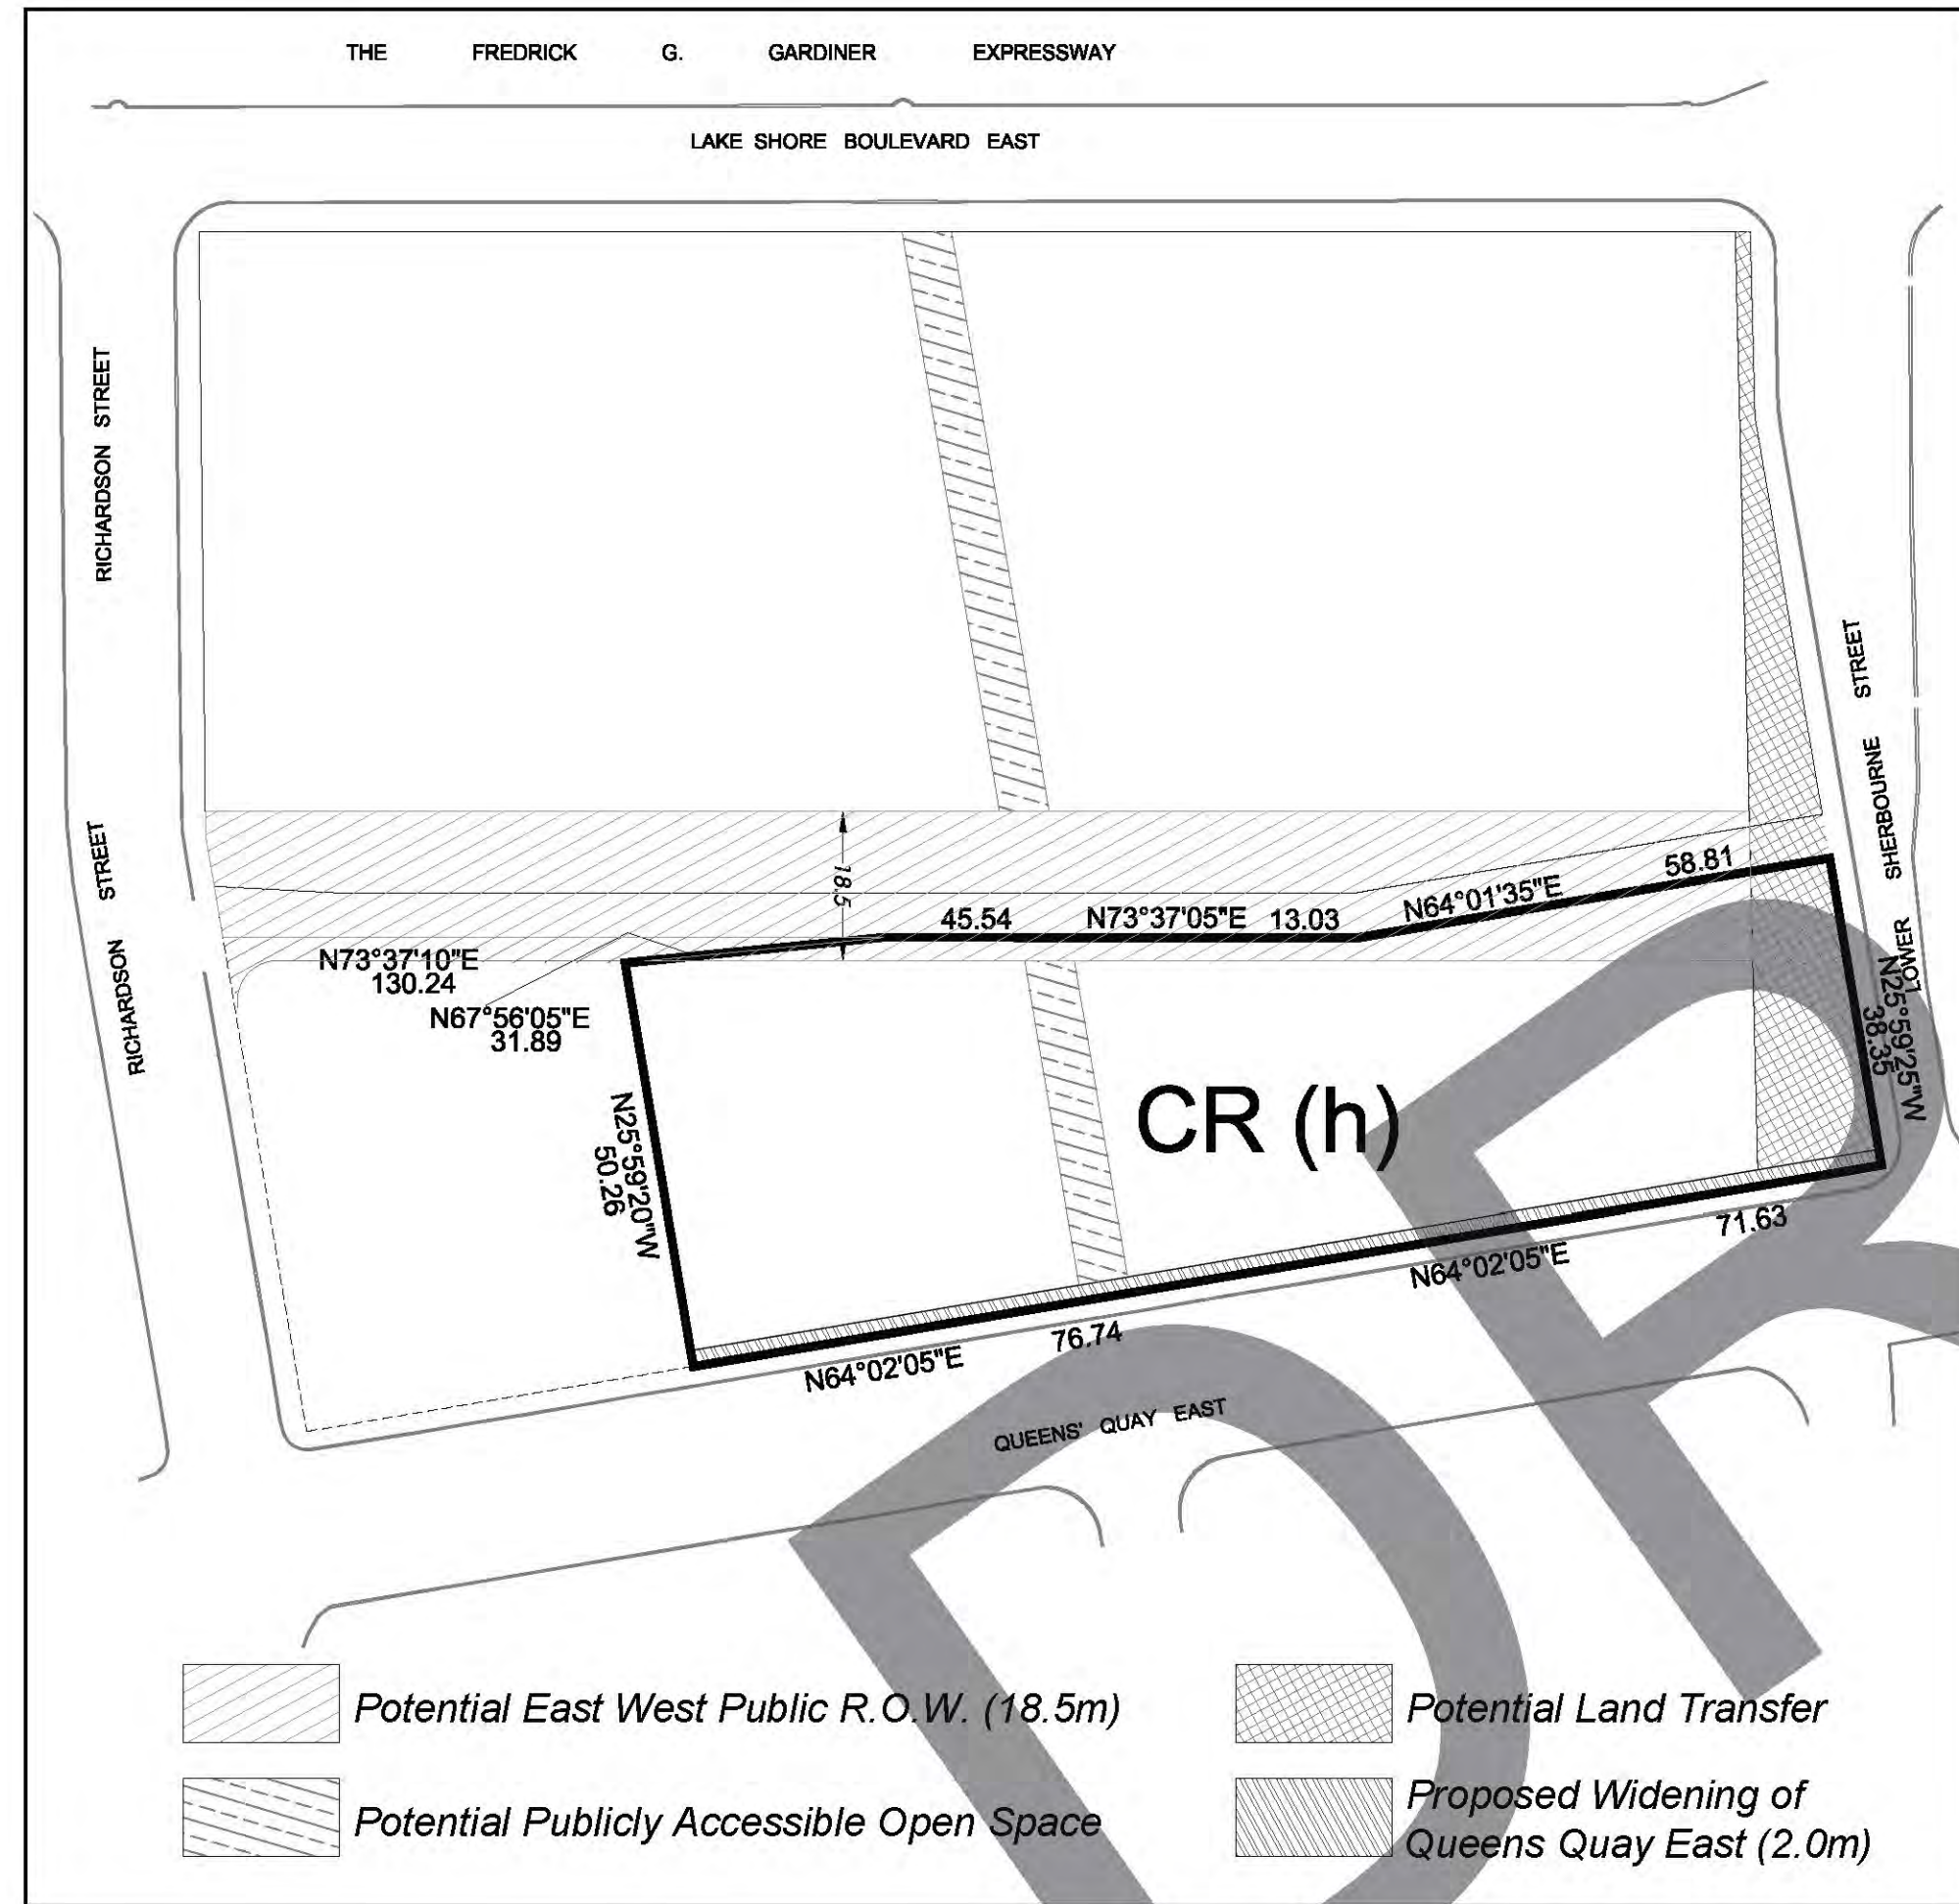 THE FREDRICK G. GARDINER EXPRESSWAY
LAKE SHORE BOULEVARD EAST
RICHARDSON STREET
RICHARDSON STREET
LOWER SHERBOURNE STREET
18.5
58.81
N64°01'35"E
45.54 N73°37'05"E 13.03
N73°37'10"E
130.24
N67°56'05"E
31.89
N25°59'25"W
38.35
N25°59'20"W
50.26
CR (h)
71.63
N64°02'05"E
76.74
N64°02'05"E
QUEENS' QUAY EAST
Potential East West Public R.O.W. (18.5m)
Potential Land Transfer
Potential Publicly Accessible Open Space
Proposed Widening of
Queens Quay East (2.0m)
DR